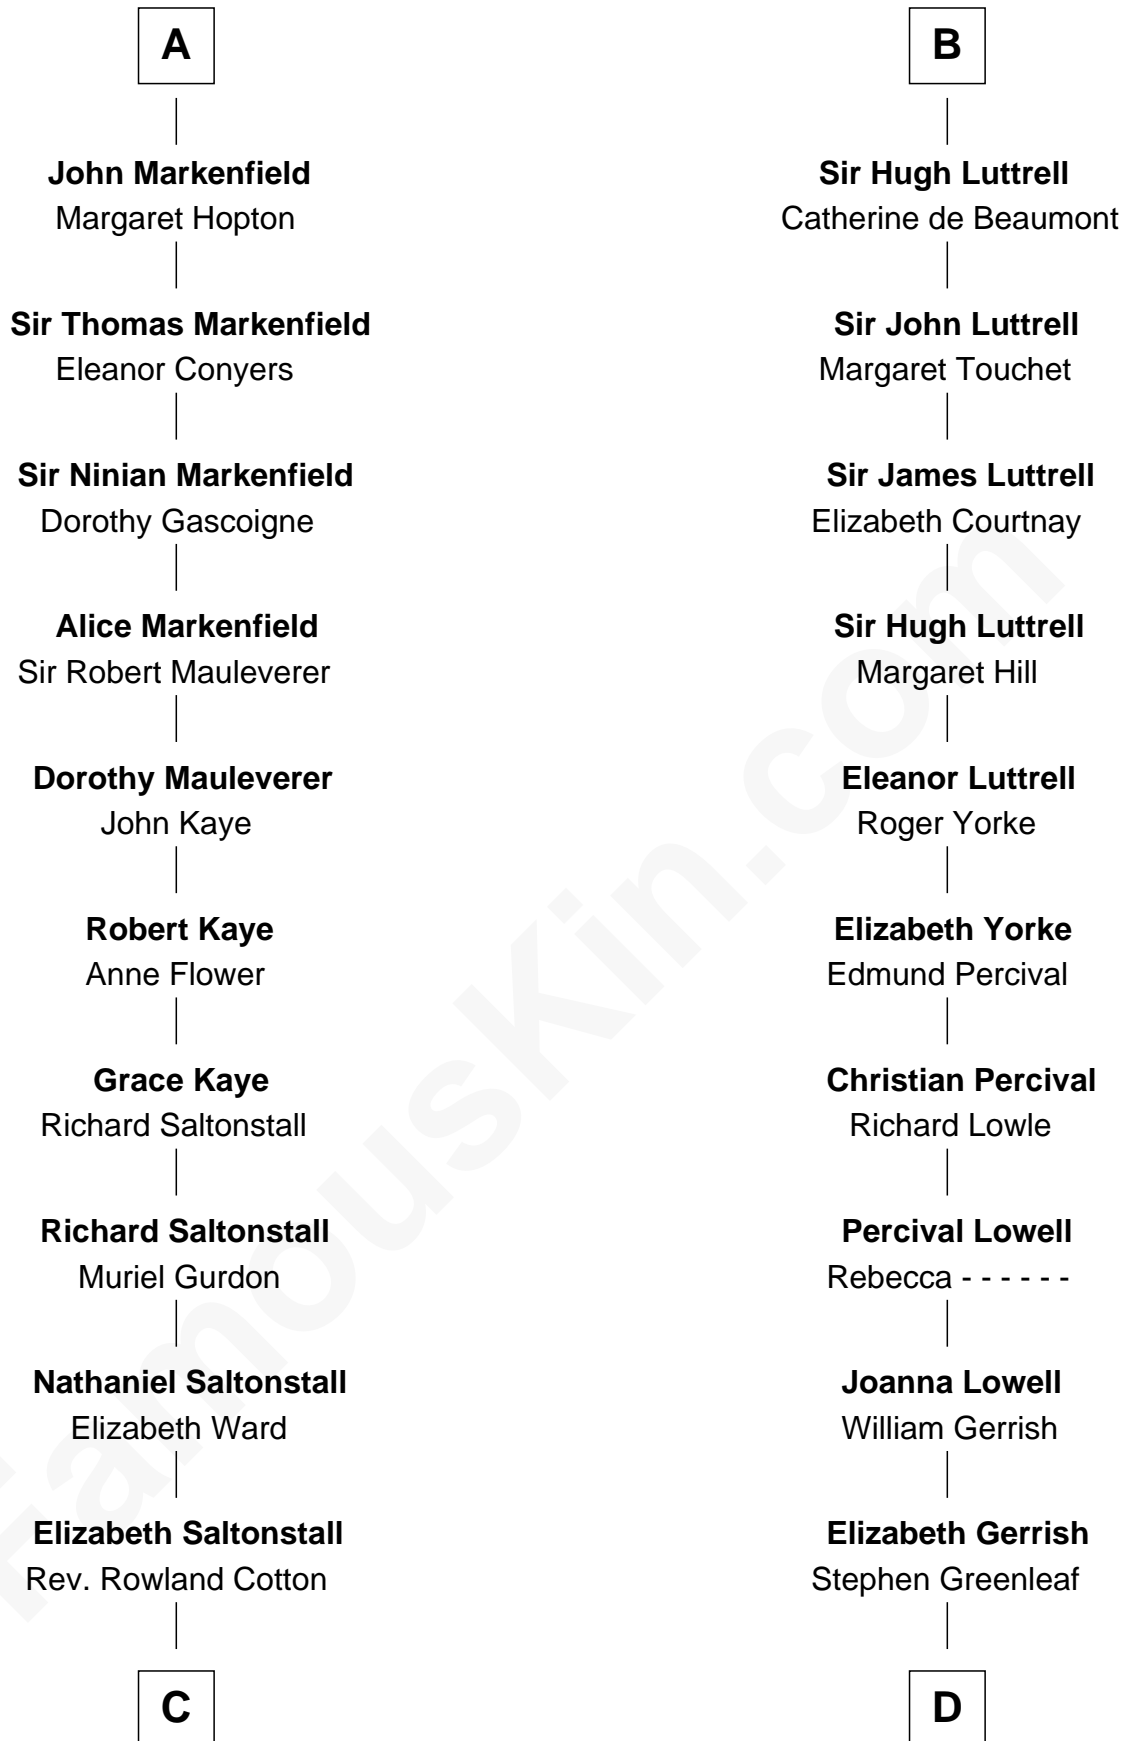 A
John Markenfield
Margaret Hopton
Sir Thomas Markenfield
Eleanor Conyers
Sir Ninian Markenfield
Dorothy Gascoigne
Alice Markenfield
Sir Robert Mauleverer
Dorothy Mauleverer
John Kaye
Robert Kaye
Anne Flower
Grace Kaye
Richard Saltonstall
Richard Saltonstall
Muriel Gurdon
Nathaniel Saltonstall
Elizabeth Ward
Elizabeth Saltonstall
Rev. Rowland Cotton
C
B
Sir Hugh Luttrell
Catherine de Beaumont
Sir John Luttrell
Margaret Touchet
Sir James Luttrell
Elizabeth Courtnay
Sir Hugh Luttrell
Margaret Hill
Eleanor Luttrell
Roger Yorke
Elizabeth Yorke
Edmund Percival
Christian Percival
Richard Lowle
Percival Lowell
Rebecca - - - - - -
Joanna Lowell
William Gerrish
Elizabeth Gerrish
Stephen Greenleaf
D
FamousKin.com